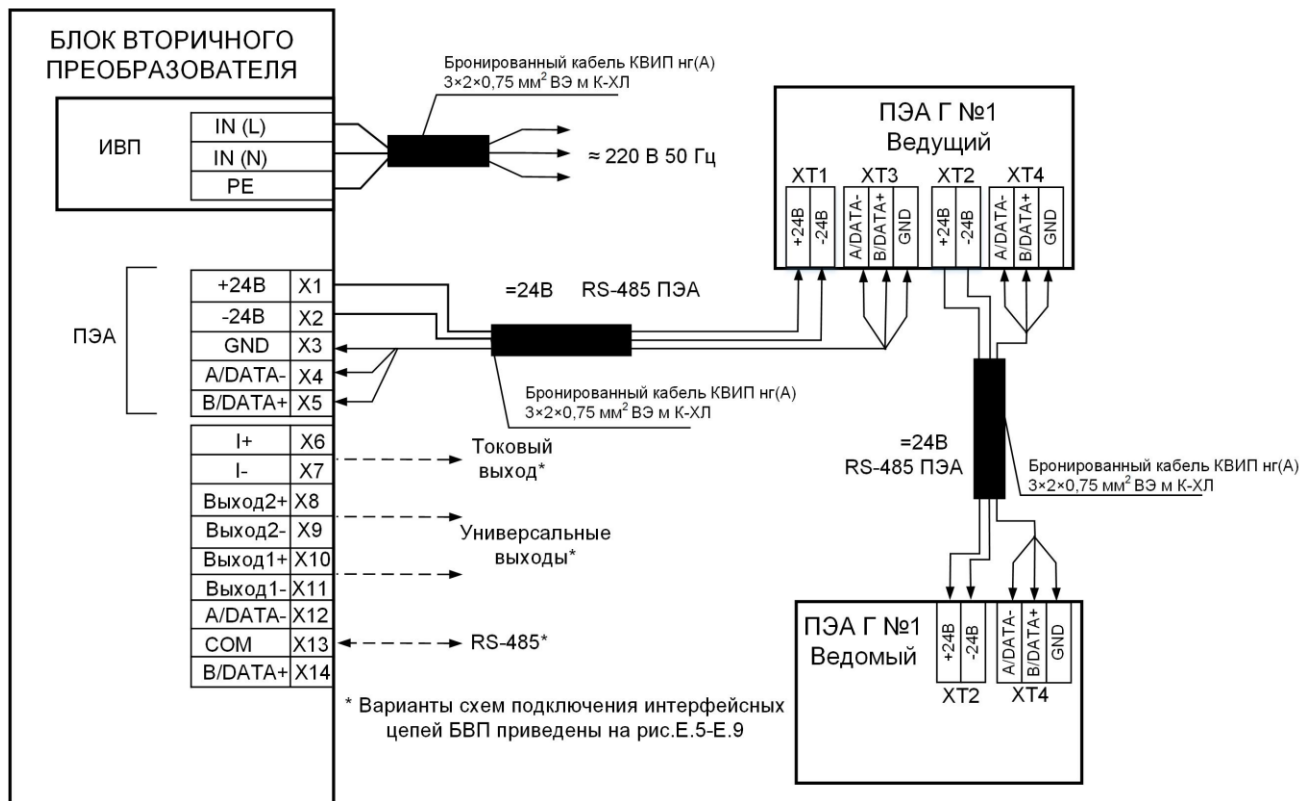 БЛОК ВТОРИЧНОГО
ПРЕОБРАЗОВАТЕЛЯ
ИВП
IN (L)
IN (N)
PE
Бронированный кабель КВИП нг(А)
3×2×0,75 мм² ВЭ м К-ХЛ
≈ 220 В 50 Гц
ПЭА
+24В X1
-24В X2
GND X3
A/DATA- X4
B/DATA+ X5
I+ X6
I- X7
Выход2+ X8
Выход2- X9
Выход1+ X10
Выход1- X11
A/DATA- X12
COM X13
B/DATA+ X14
=24В RS-485 ПЭА
Бронированный кабель КВИП нг(А)
3×2×0,75 мм² ВЭ м К-ХЛ
Токовый
выход*
Универсальные
выходы*
RS-485*
* Варианты схем подключения интерфейсных
цепей БВП приведены на рис.Е.5-Е.9
ПЭА Г №1
Ведущий
XT1 XT3 XT2 XT4
+24В
-24В
A/DATA-
B/DATA+
GND
+24В
-24В
A/DATA-
B/DATA+
GND
=24В
RS-485 ПЭА
Бронированный кабель КВИП нг(А)
3×2×0,75 мм² ВЭ м К-ХЛ
ПЭА Г №1
Ведомый
+24В
-24В
A/DATA-
B/DATA+
GND
XT2 XT4